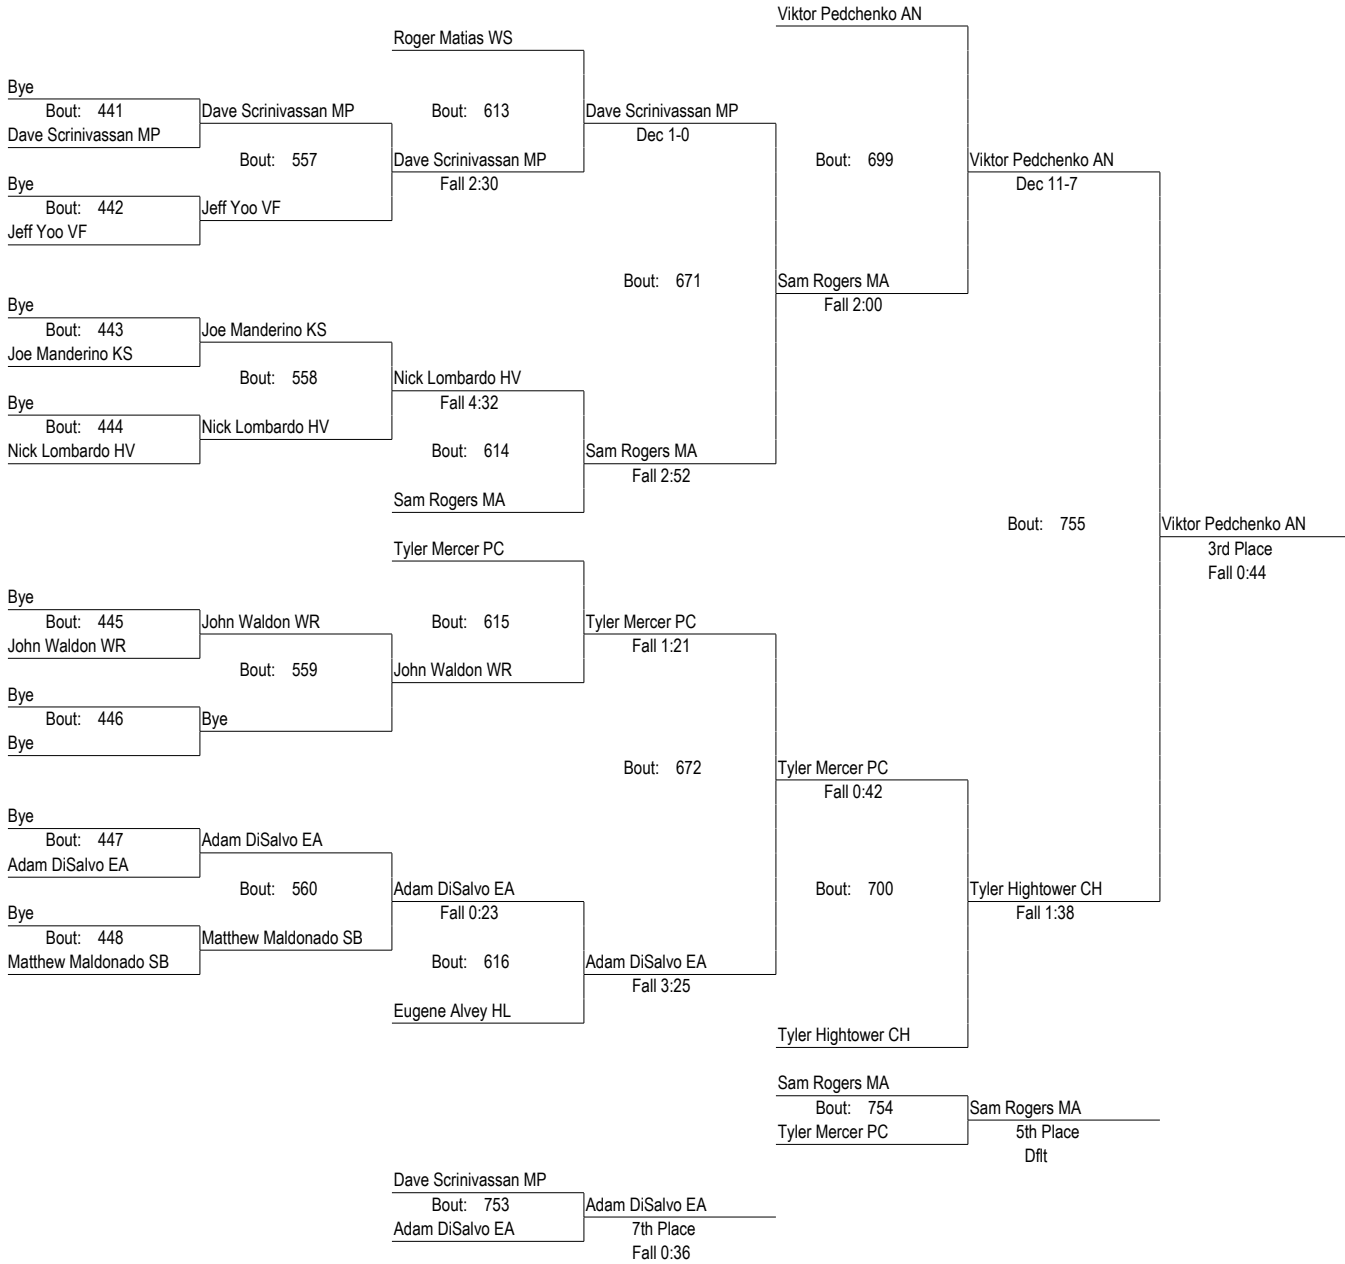 Viktor Pedchenko AN
Roger Matias WS
Bye
Bout: 441
Dave Scrinivassan MP
Bout: 613
Dave Scrinivassan MP
Dave Scrinivassan MP
Dec 1-0
Bout: 557
Dave Scrinivassan MP
Bout: 699
Viktor Pedchenko AN
Bye
Fall 2:30
Dec 11-7
Bout: 442
Jeff Yoo VF
Jeff Yoo VF
Bout: 671
Sam Rogers MA
Bye
Fall 2:00
Bout: 443
Joe Manderino KS
Joe Manderino KS
Bout: 558
Nick Lombardo HV
Bye
Fall 4:32
Bout: 444
Nick Lombardo HV
Nick Lombardo HV
Bout: 614
Sam Rogers MA
Fall 2:52
Sam Rogers MA
Bout: 755
Viktor Pedchenko AN
Tyler Mercer PC
3rd Place
Fall 0:44
Bye
Bout: 445
John Waldon WR
Bout: 615
Tyler Mercer PC
John Waldon WR
Fall 1:21
Bout: 559
John Waldon WR
Bye
Bout: 446
Bye
Bye
Bout: 672
Tyler Mercer PC
Fall 0:42
Bye
Bout: 447
Adam DiSalvo EA
Adam DiSalvo EA
Bout: 560
Adam DiSalvo EA
Bout: 700
Tyler Hightower CH
Bye
Fall 0:23
Fall 1:38
Bout: 448
Matthew Maldonado SB
Matthew Maldonado SB
Bout: 616
Adam DiSalvo EA
Fall 3:25
Eugene Alvey HL
Tyler Hightower CH
Sam Rogers MA
Bout: 754
Sam Rogers MA
Tyler Mercer PC
5th Place
Dflt
Dave Scrinivassan MP
Bout: 753
Adam DiSalvo EA
Adam DiSalvo EA
7th Place
Fall 0:36